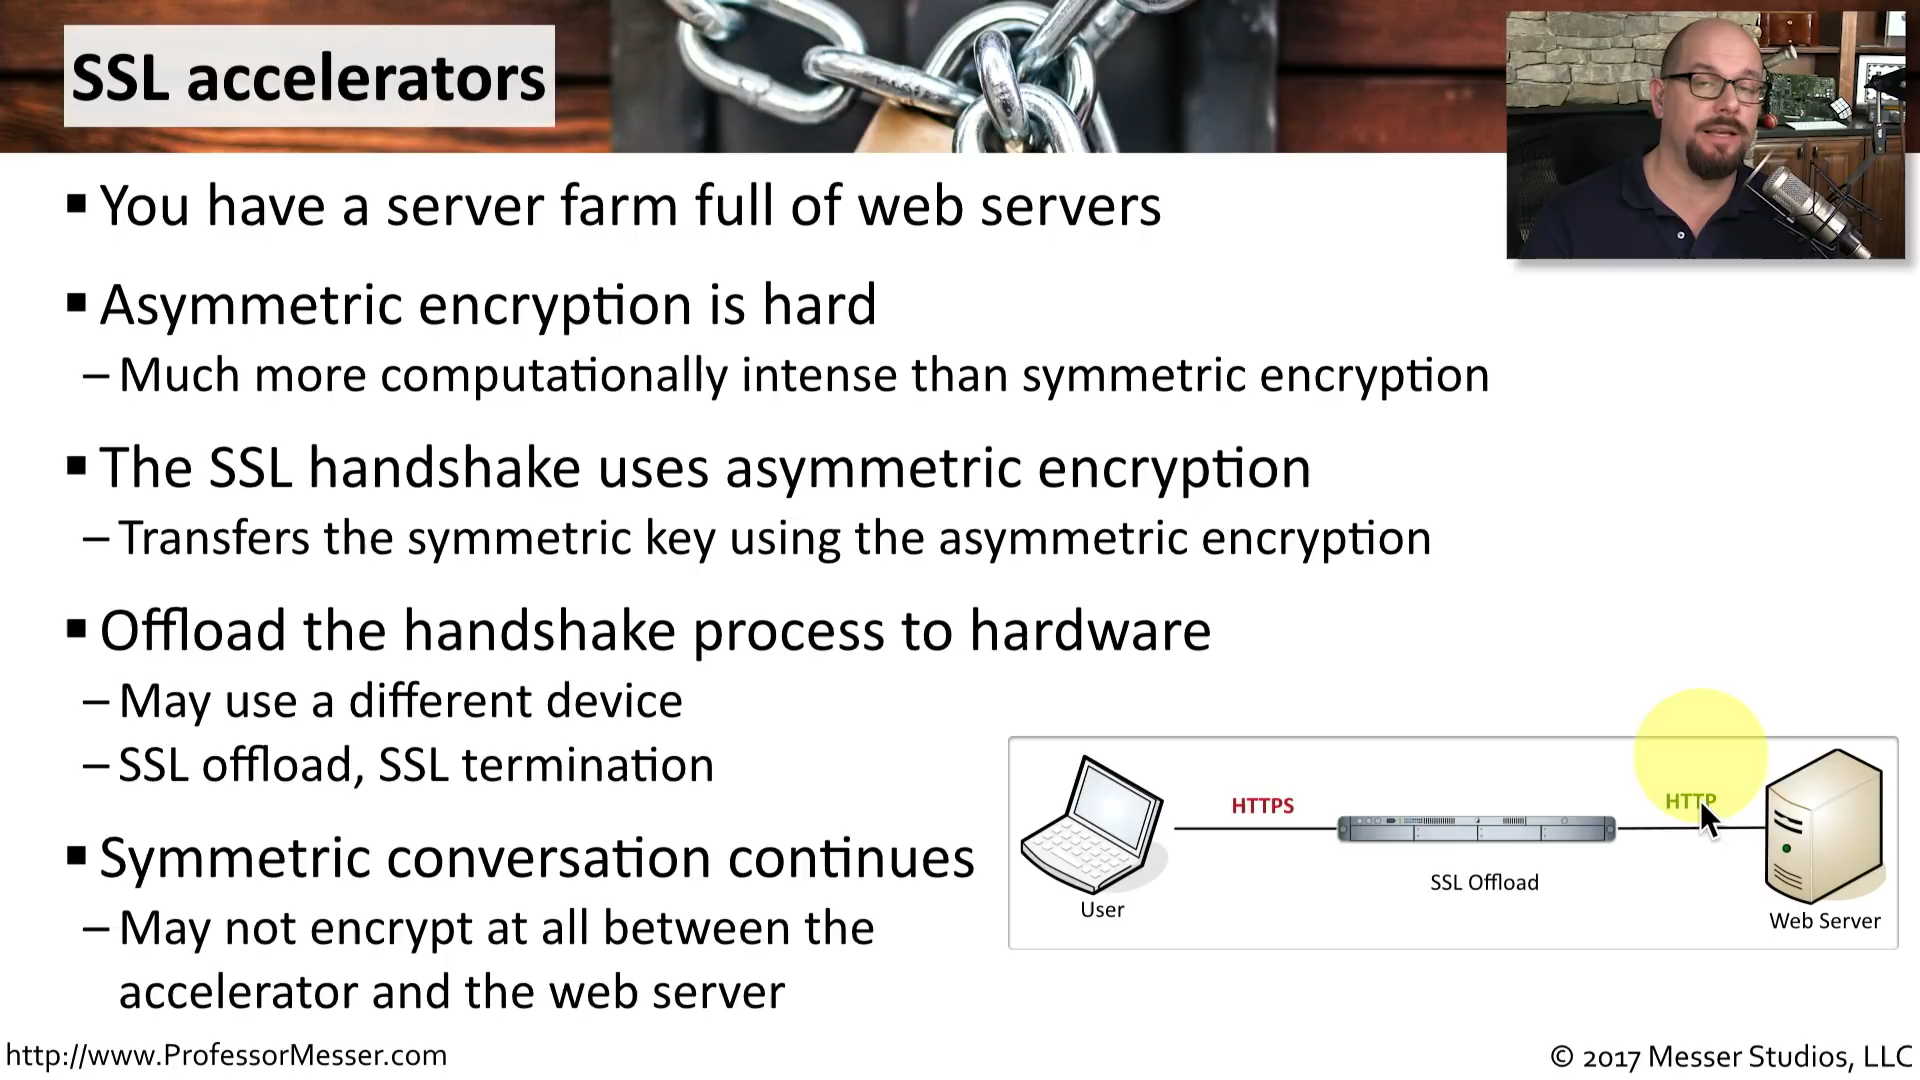 SSL accelerators
▪ You have a server farm full of web servers
▪ Asymmetric encryption is hard
– Much more computationally intense than symmetric encryption
▪ The SSL handshake uses asymmetric encryption
– Transfers the symmetric key using the asymmetric encryption
▪ Offload the handshake process to hardware
– May use a different device
– SSL offload, SSL termination
▪ Symmetric conversation continues
– May not encrypt at all between the
accelerator and the web server
HTTPS
HTTP
SSL Offload
User
Web Server
http://www.ProfessorMesser.com
© 2017 Messer Studios, LLC